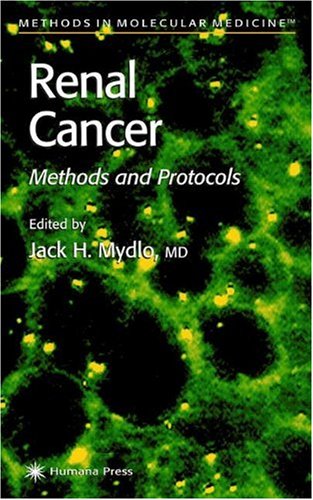 METHODS IN MOLECULAR MEDICINE™
Renal
Cancer
Methods and Protocols
Edited by
Jack H. Mydlo, MD
Humana Press